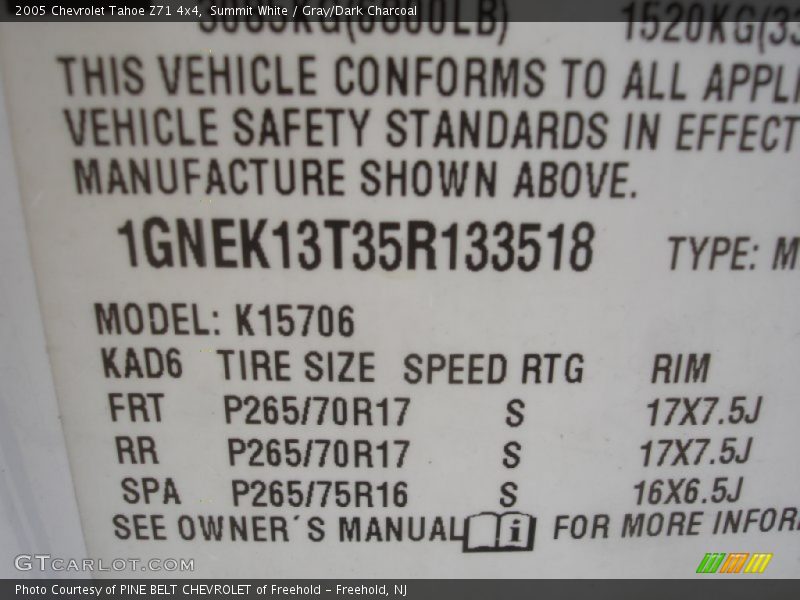 2005 Chevrolet Tahoe Z71 4x4, Summit White / Gray/Dark Charcoal
1520KG(33
THIS VEHICLE CONFORMS TO ALL APPLI
VEHICLE SAFETY STANDARDS IN EFFECT
MANUFACTURE SHOWN ABOVE.
1GNEK13T35R133518 TYPE: M
MODEL: K15706
KAD6 TIRE SIZE SPEED RTG RIM
FRT P265/70R17 S 17X7.5J
RR P265/70R17 S 17X7.5J
SPA P265/75R16 S 16X6.5J
SEE OWNER´S MANUAL i FOR MORE INFOR
GTCARLOT.COM
Photo Courtesy of PINE BELT CHEVROLET of Freehold - Freehold, NJ